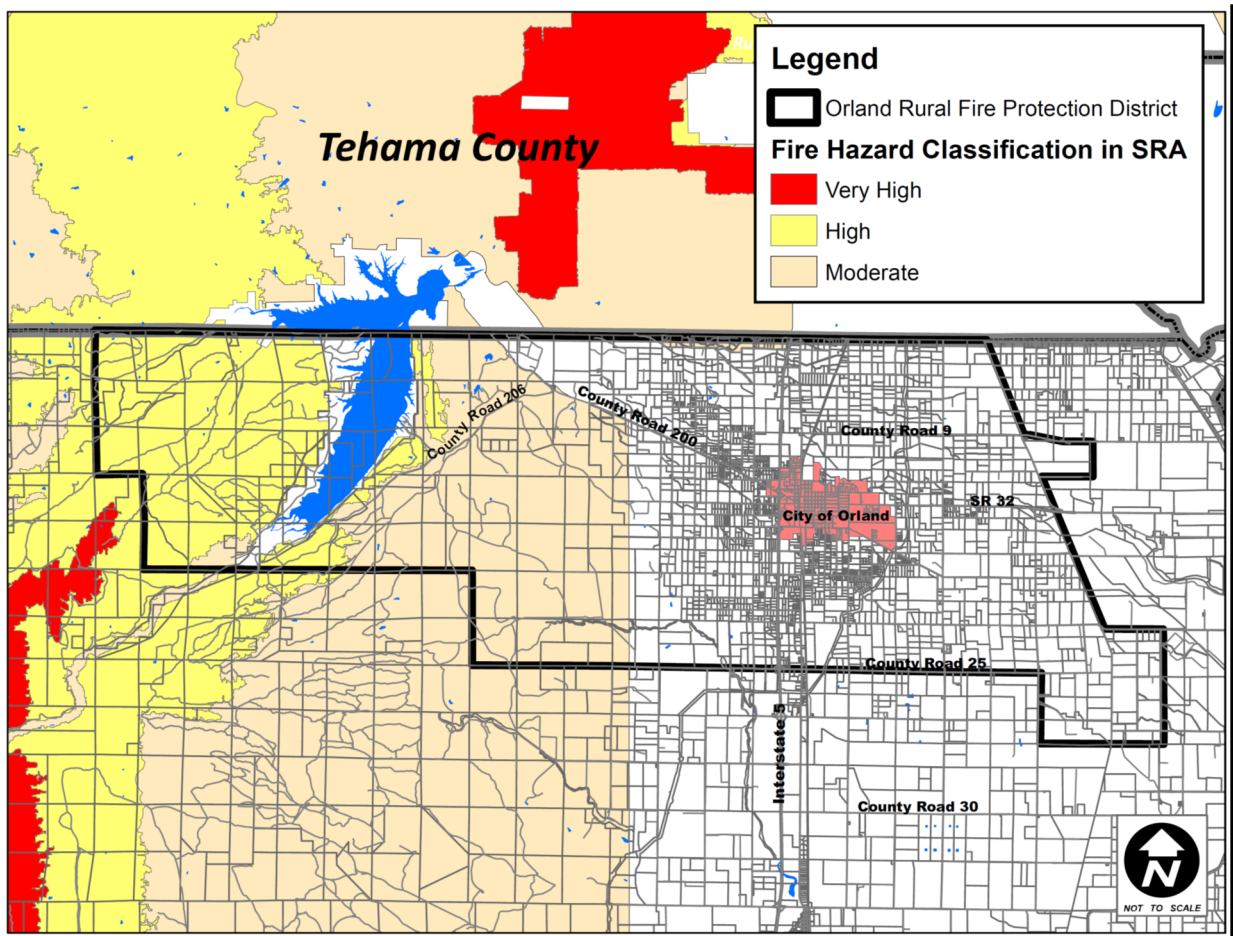 Legend
Orland Rural Fire Protection District
Fire Hazard Classification in SRA
Very High
High
Moderate
Tehama County
County Road 206
County Road 200
County Road 9
SR 32
City of Orland
County Road 25
Interstate 5
County Road 30
N
NOT TO SCALE